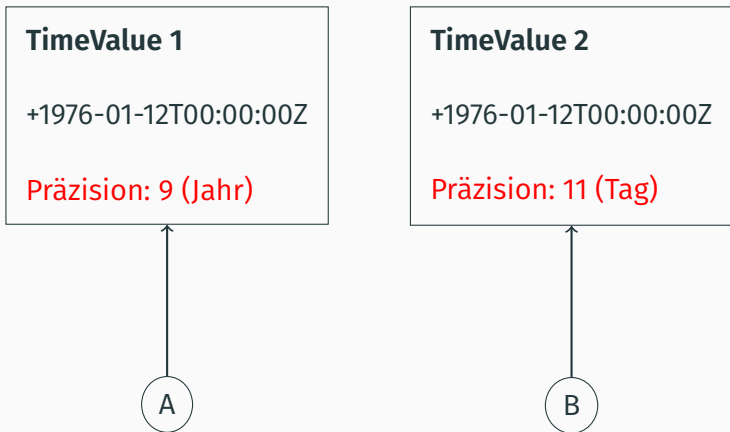 TimeValue 1
+1976-01-12T00:00:00Z
Präzision: 9 (Jahr)
TimeValue 2
+1976-01-12T00:00:00Z
Präzision: 11 (Tag)
A
B